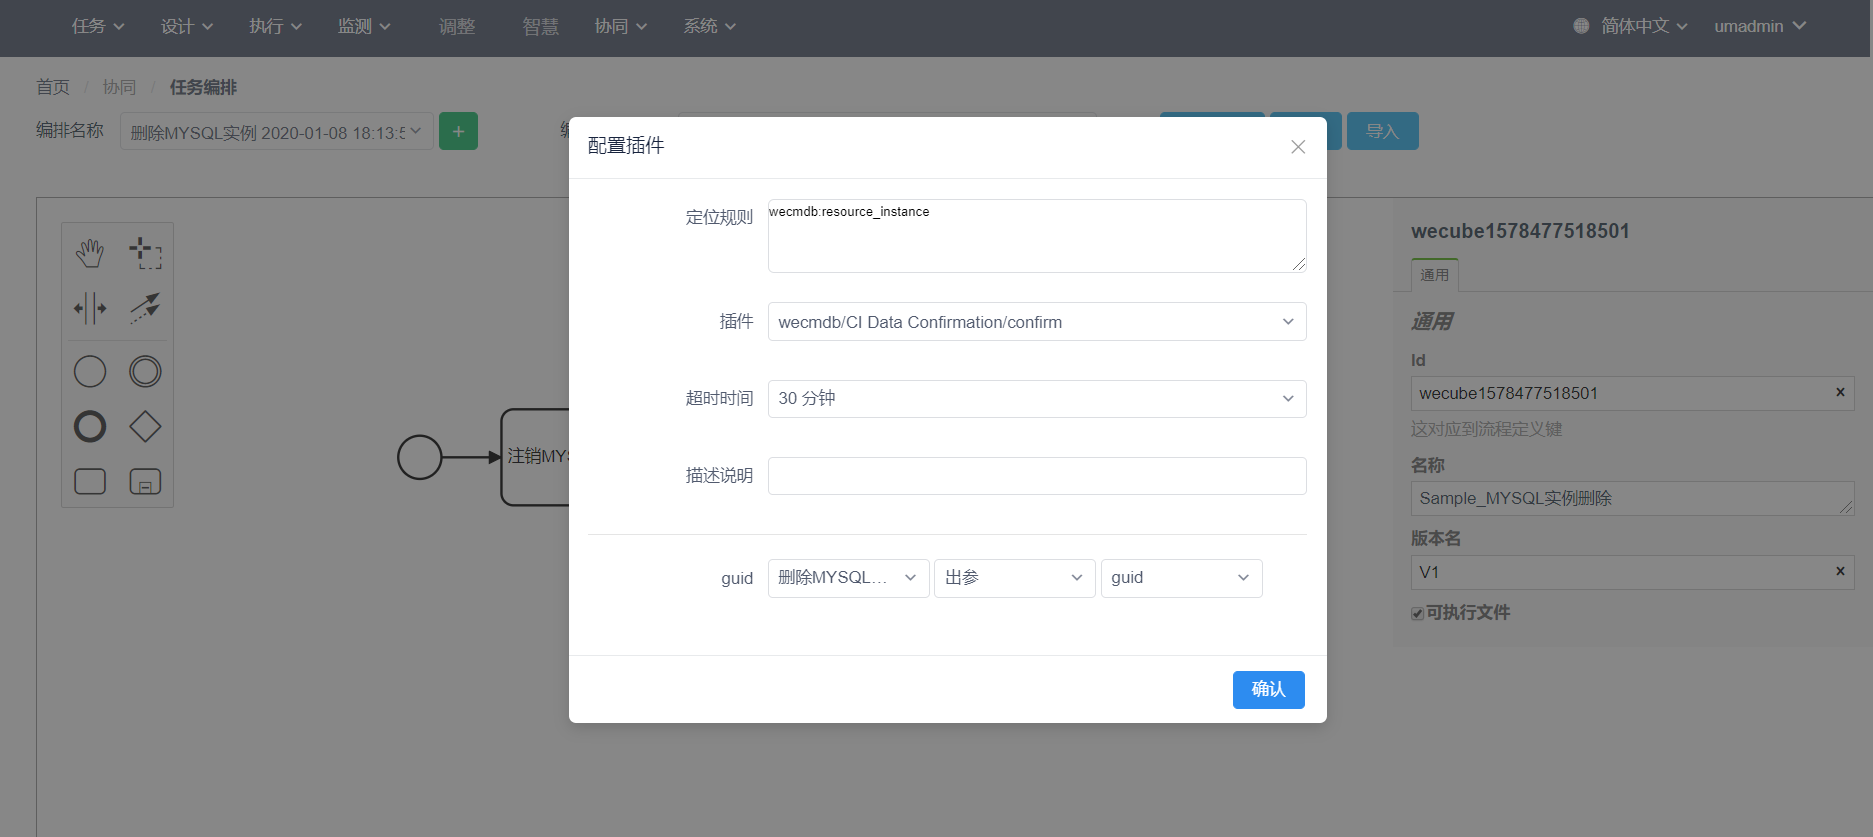 任务 设计 执行 监测 调整 智慧 协同 系统 简体中文 umadmin
首页 / 协同 / 任务编排
编排名称 删除MYSQL实例 2020-01-08 18:13:5 + 导入
配置插件
定位规则 wecmdb:resource_instance
插件 wecmdb/CI Data Confirmation/confirm
超时时间 30 分钟
描述说明
guid 删除MYSQL... 出参 guid
确认
注销MYS
wecube1578477518501
通用
通用
Id
wecube1578477518501
这对应到流程定义键
名称
Sample_MYSQL实例删除
版本名
V1
可执行文件